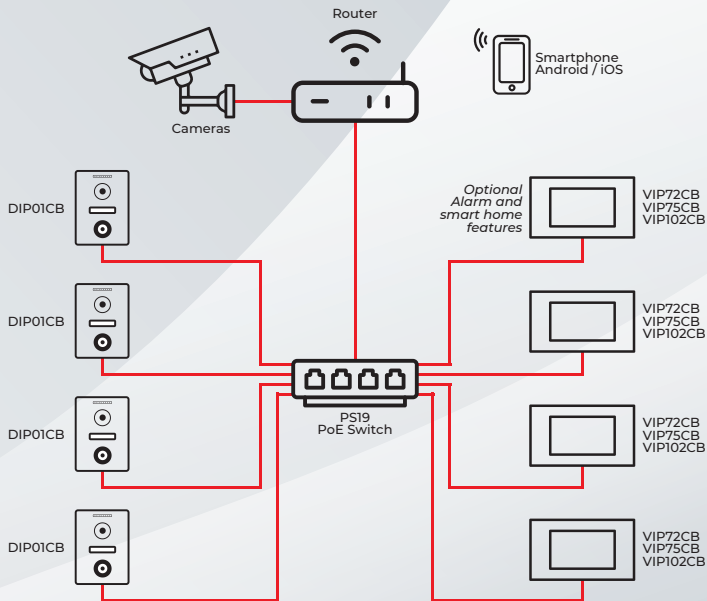 Router
Smartphone
Android / iOS
Cameras
DIP01CB
Optional
Alarm and
smart home
features
VIP72CB
VIP75CB
VIP102CB
DIP01CB
VIP72CB
VIP75CB
VIP102CB
PS19
PoE Switch
DIP01CB
VIP72CB
VIP75CB
VIP102CB
DIP01CB
VIP72CB
VIP75CB
VIP102CB